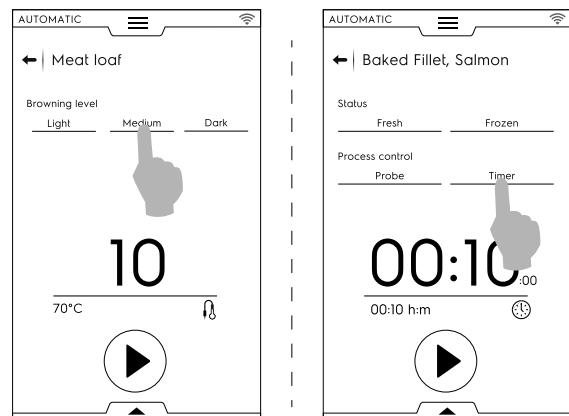 AUTOMATIC
Meat loaf
Browning level
Light Medium Dark
10
70°C
AUTOMATIC
Baked Fillet, Salmon
Status
Fresh Frozen
Process control
Probe Timer
00:10:00
00:10 h:m